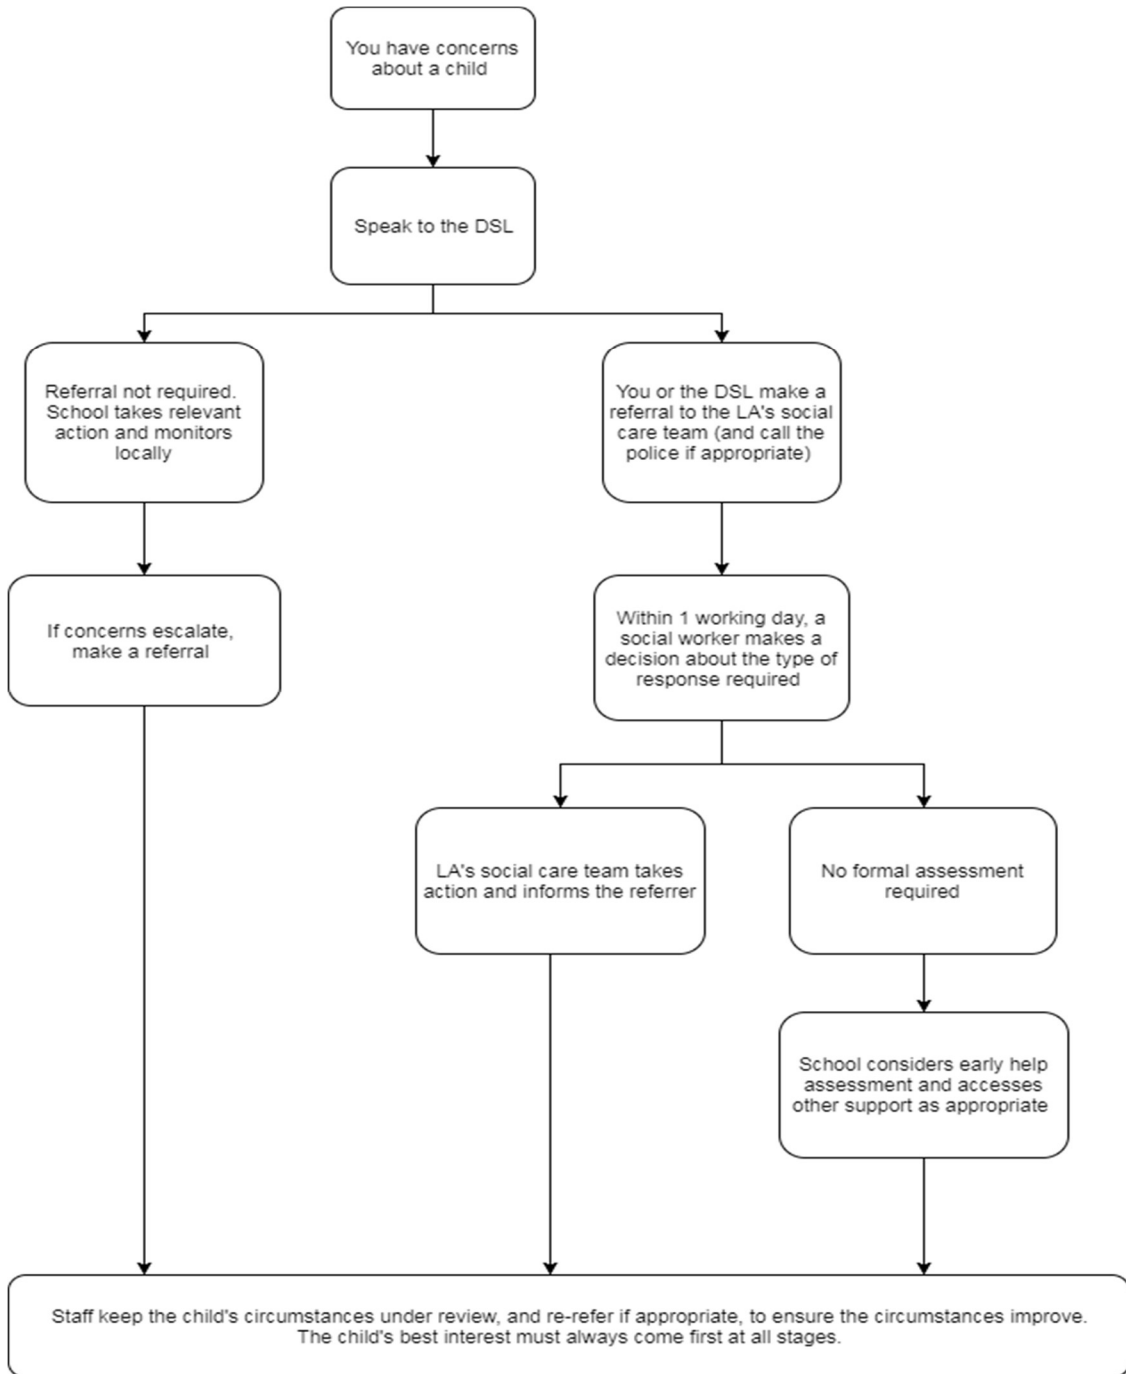 You have concerns
about a child
Speak to the DSL
Referral not required.
School takes relevant
action and monitors
locally
You or the DSL make a
referral to the LA's social
care team (and call the
police if appropriate)
If concerns escalate,
make a referral
Within 1 working day, a
social worker makes a
decision about the type of
response required
LA's social care team takes
action and informs the referrer
No formal assessment
required
School considers early help
assessment and accesses
other support as appropriate
Staff keep the child's circumstances under review, and re-refer if appropriate, to ensure the circumstances improve.
The child's best interest must always come first at all stages.